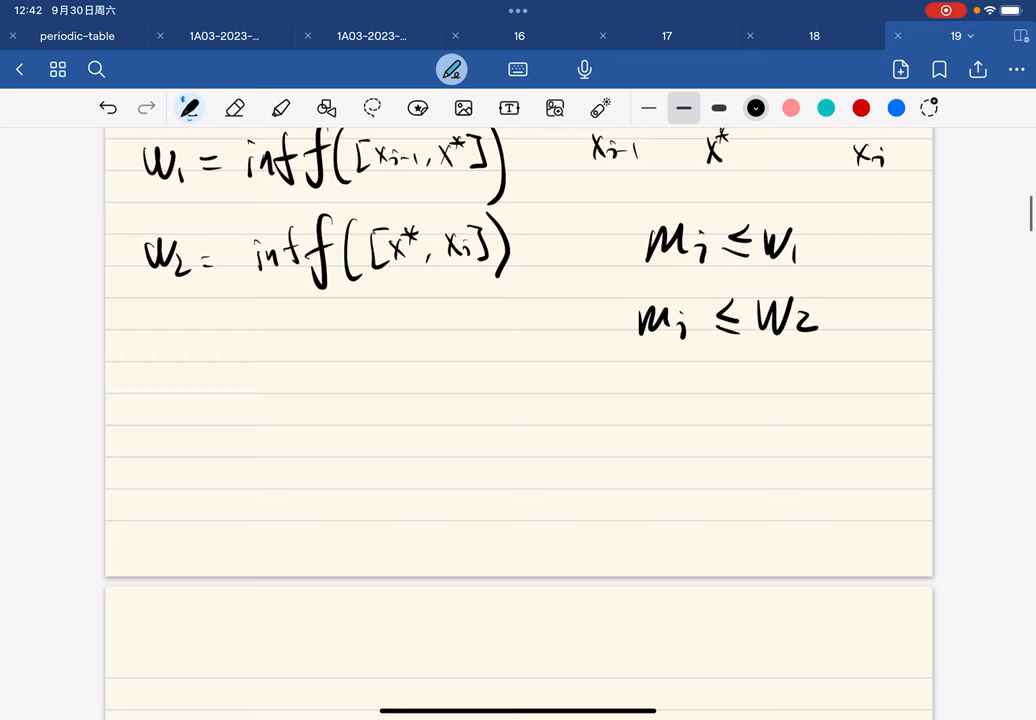 12:42 9月30日周六
periodic-table 1A03-2023-... 1A03-2023-... 16 17 18 19
w₁ = inf f([xᵢ₋₁, x*]) xᵢ₋₁ x* xᵢ
w₂ = inf f([x*, xᵢ]) mᵢ ≤ w₁
mᵢ ≤ w₂